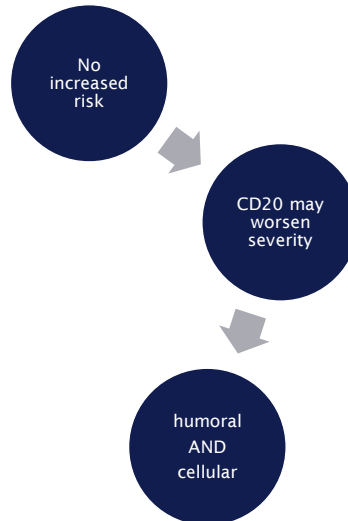 No
increased
risk
CD20 may
worsen
severity
humoral
AND
cellular